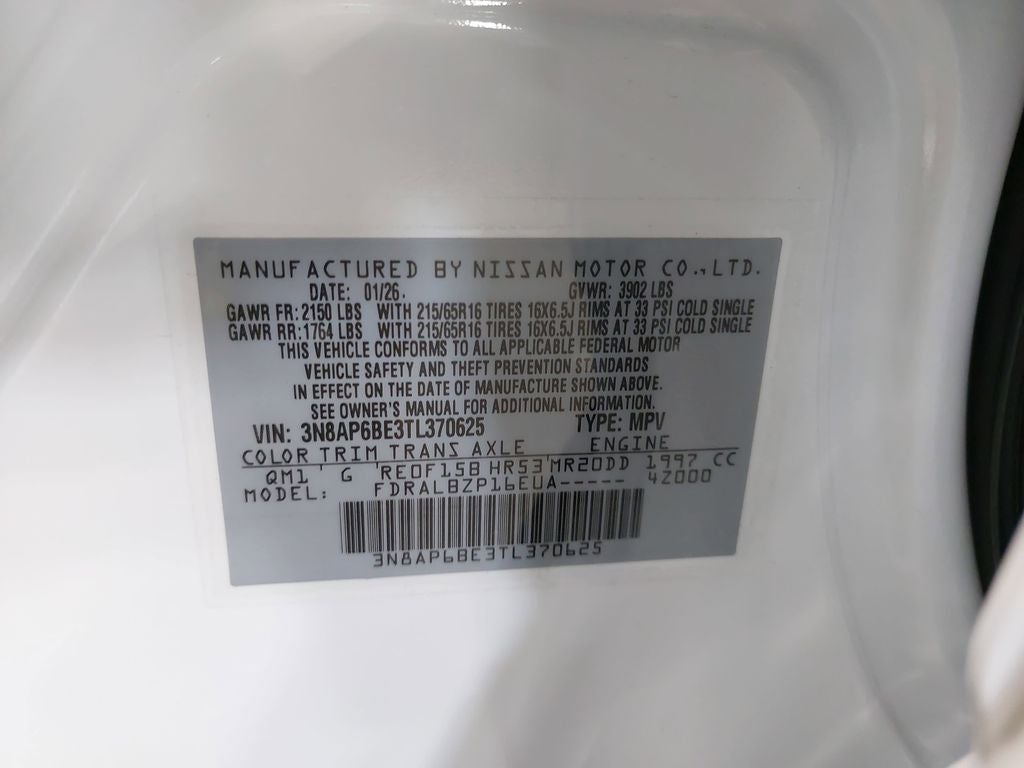 MANUFACTURED BY NISSAN MOTOR CO.,LTD.
DATE: 01/26. GVWR: 3902 LBS
GAWR FR: 2150 LBS WITH 215/65R16 TIRES 16X6.5J RIMS AT 33 PSI COLD SINGLE
GAWR RR: 1764 LBS WITH 215/65R16 TIRES 16X6.5J RIMS AT 33 PSI COLD SINGLE
THIS VEHICLE CONFORMS TO ALL APPLICABLE FEDERAL MOTOR
VEHICLE SAFETY AND THEFT PREVENTION STANDARDS
IN EFFECT ON THE DATE OF MANUFACTURE SHOWN ABOVE.
SEE OWNER'S MANUAL FOR ADDITIONAL INFORMATION.
VIN: 3N8AP6BE3TL370625 TYPE: MPV
COLOR TRIM TRANS AXLE ENGINE
QM1 ' G 'RE0F15B HR53'MR20DD 1997 CC
MODEL: FDRALBZP16EUA----- 4Z000
3N8AP6BE3TL370625